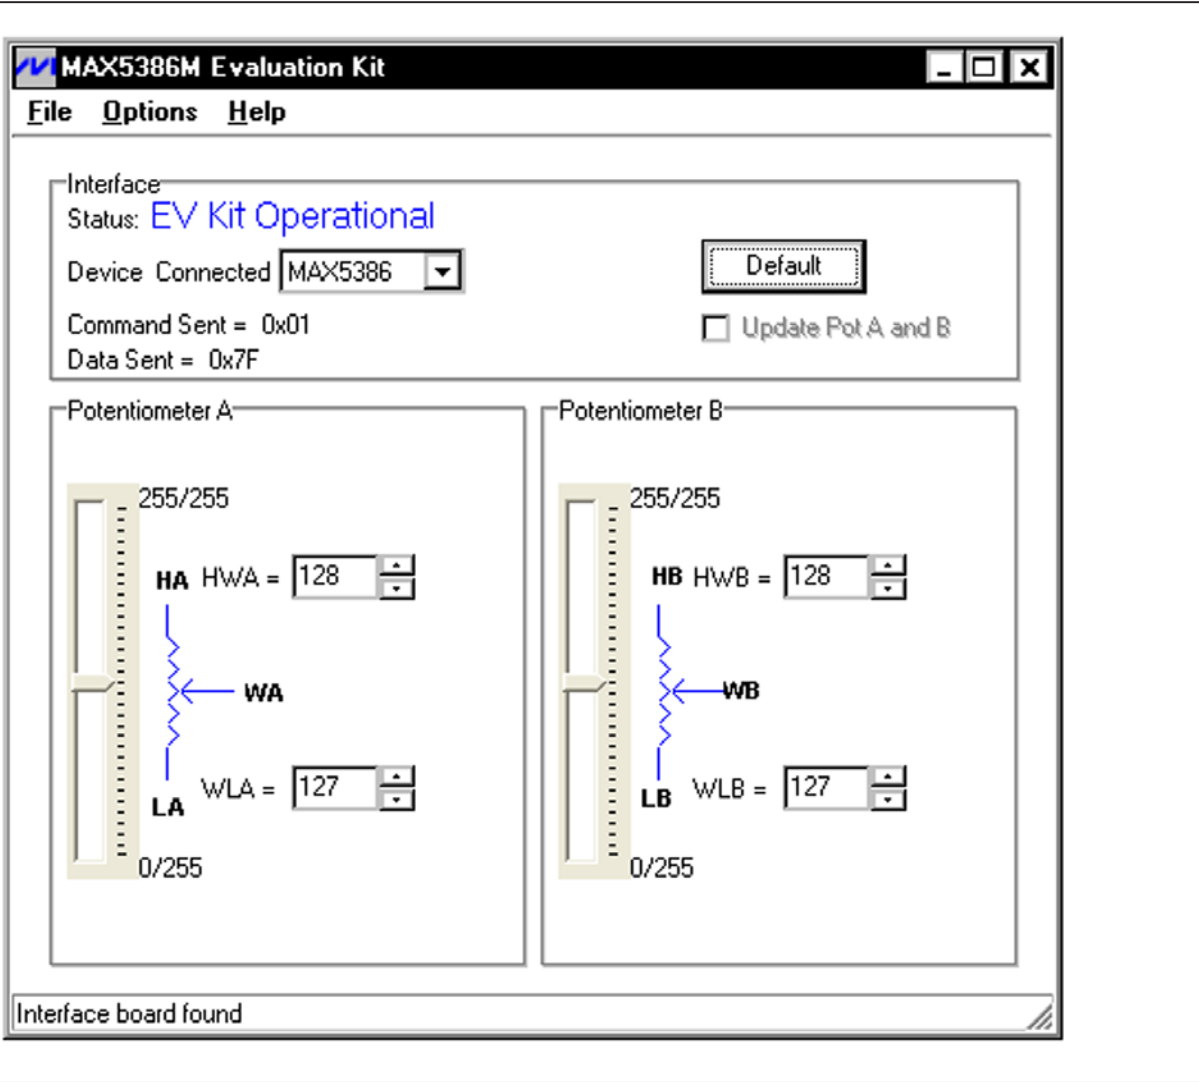 MAX5386M Evaluation Kit
File Options Help
Interface
Status: EV Kit Operational
Device Connected MAX5386
Default
Command Sent = 0x01
Update Pot A and B
Data Sent = 0x7F
Potentiometer A
255/255
HA HWA = 128
WA
WLA = 127
LA
0/255
Potentiometer B
255/255
HB HWB = 128
WB
WLB = 127
LB
0/255
Interface board found